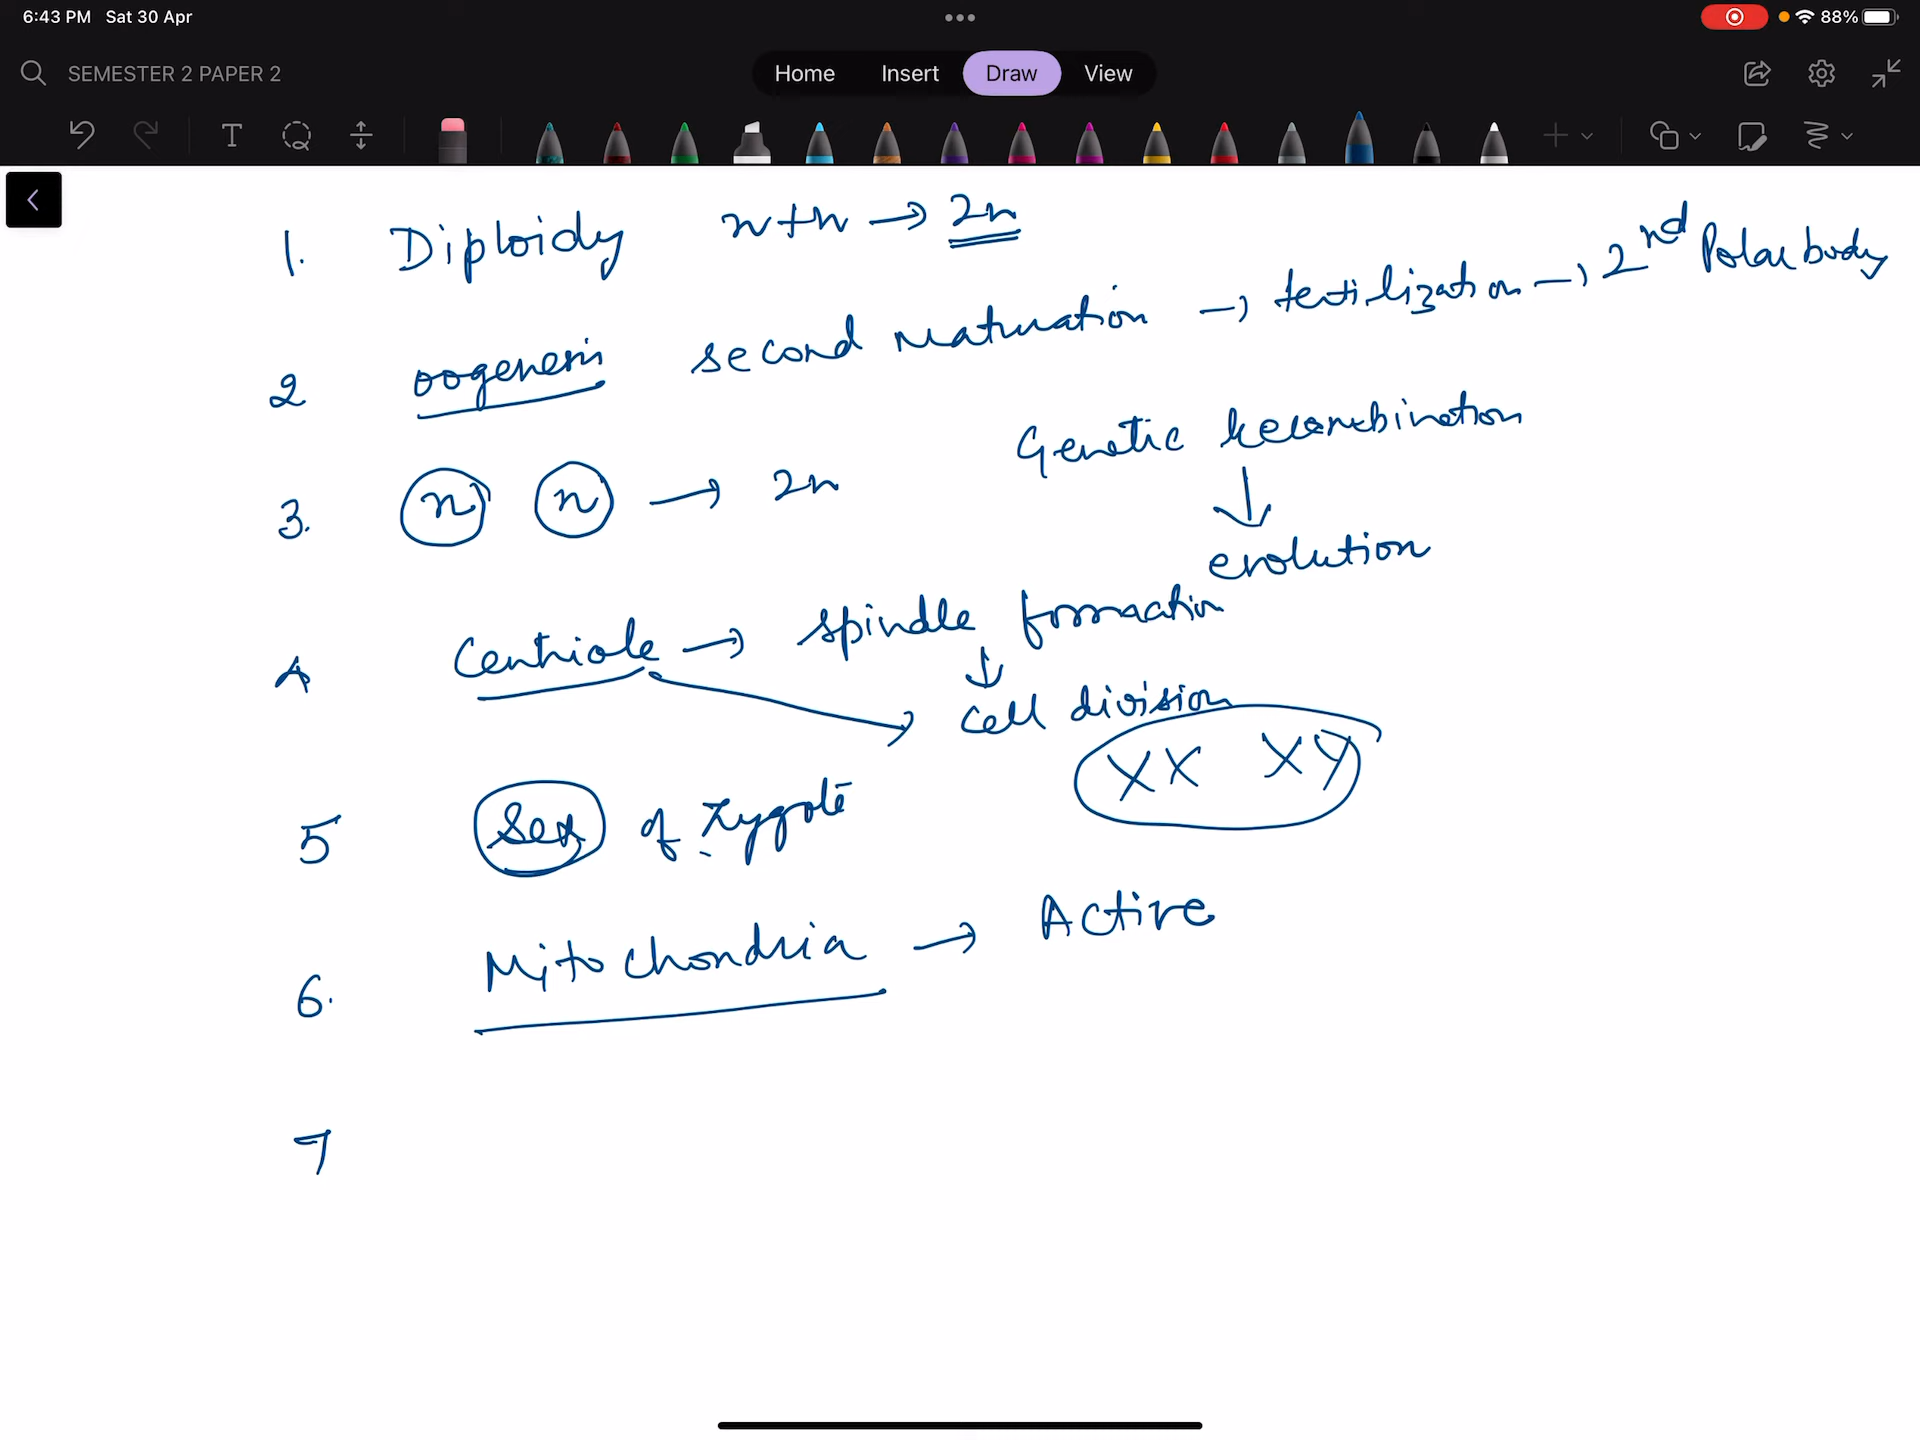 6:43 PM Sat 30 Apr
88%
SEMESTER 2 PAPER 2
Home Insert Draw View
T
1. Diploidy n+n → 2n
2 oogenesis second maturation → fertilization → 2nd Polar body
3. n n → 2n
Genetic Recombination
↓
evolution
4 Centriole → spindle formation
↓
cell division
XX XY
5 Sex of zygote
6. Mitochondria → Active
7